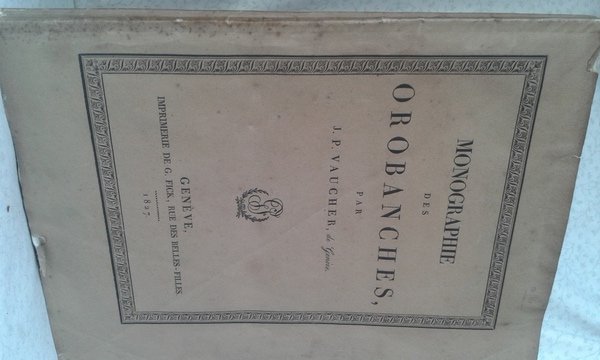 MONOGRAPHIE
DES
OROBANCHES,
PAR
J. P. VAUCHER, de Genève.
GENÈVE,
IMPRIMERIE DE G. FICK, RUE DES BELLES-FILLES
1827.